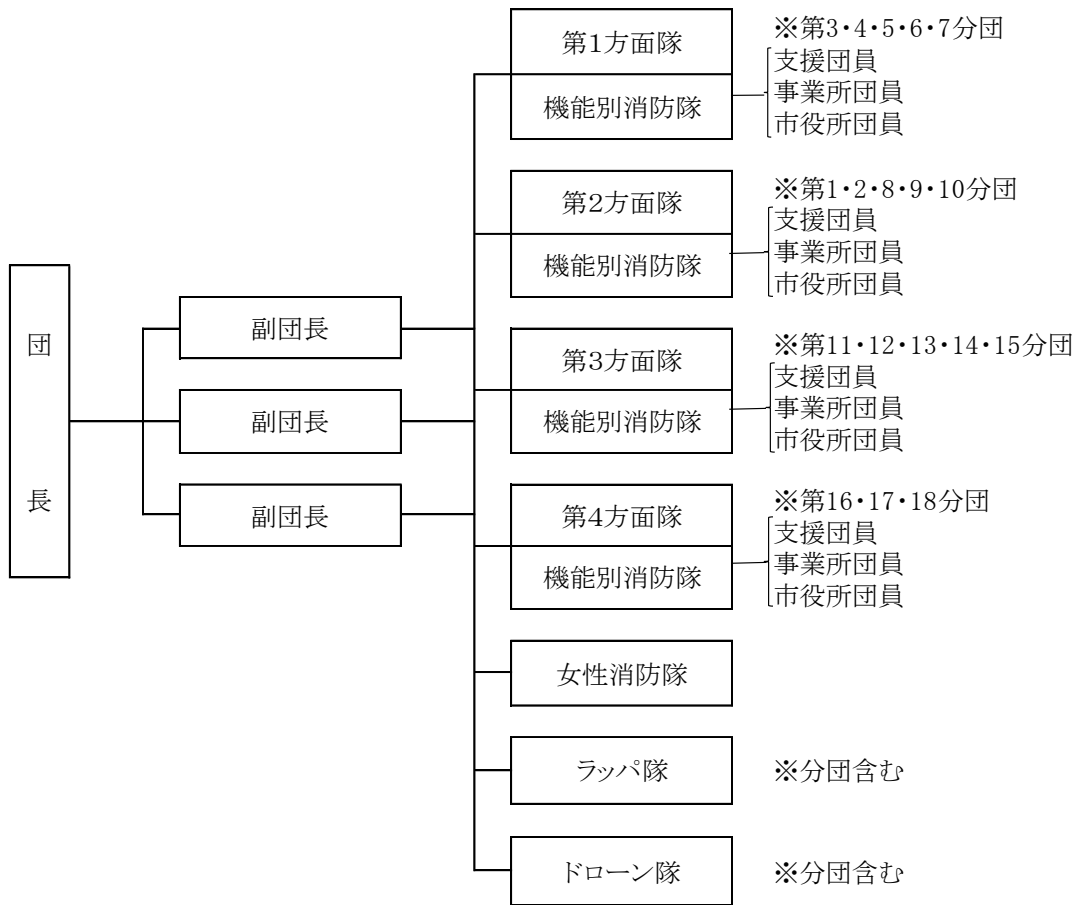 団
長
副団長
副団長
副団長
第1方面隊
機能別消防隊
※第3・4・5・6・7分団
支援団員
事業所団員
市役所団員
第2方面隊
機能別消防隊
※第1・2・8・9・10分団
支援団員
事業所団員
市役所団員
第3方面隊
機能別消防隊
※第11・12・13・14・15分団
支援団員
事業所団員
市役所団員
第4方面隊
機能別消防隊
※第16・17・18分団
支援団員
事業所団員
市役所団員
女性消防隊
ラッパ隊
※分団含む
ドローン隊
※分団含む